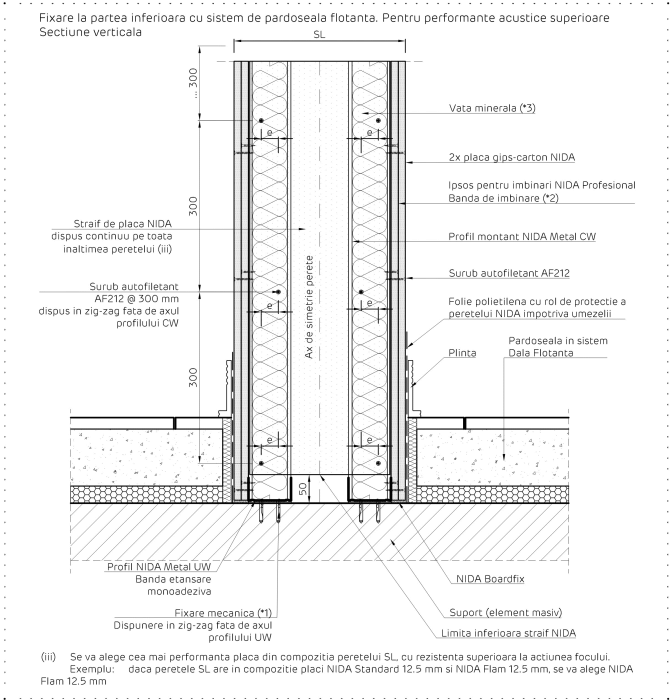 Fixare la partea inferioara cu sistem de pardoseala flotanta. Pentru performante acustice superioare
Sectiune verticala
SL
... 300
Vata minerala (*3)
e
e
2x placa gips-carton NIDA
Ipsos pentru imbinari NIDA Profesional
Banda de imbinare (*2)
300
Straif de placa NIDA
dispus continuu pe toata
inaltimea peretelui (iii)
Profil montant NIDA Metal CW
Surub autofiletant AF212
Surub autofiletant
AF212 @ 300 mm
dispus in zig-zag fata de axul
profilului CW
e
e
Ax de simetrie perete
Folie polietilena cu rol de protectie a
peretelui NIDA impotriva umezelii
Plinta
Pardoseala in sistem
Dala Flotanta
300
e
e
50
Profil NIDA Metal UW
Banda etansare
monoadeziva
NIDA Boardfix
Fixare mecanica (*1)
Dispunere in zig-zag fata de axul
profilului UW
Suport (element masiv)
Limita inferioara straif NIDA
(iii) Se va alege cea mai performanta placa din compozitia peretelui SL, cu rezistenta superioara la actiunea focului.
Exemplu: daca peretele SL are in compozitie placi NIDA Standard 12.5 mm si NIDA Flam 12.5 mm, se va alege NIDA
Flam 12.5 mm